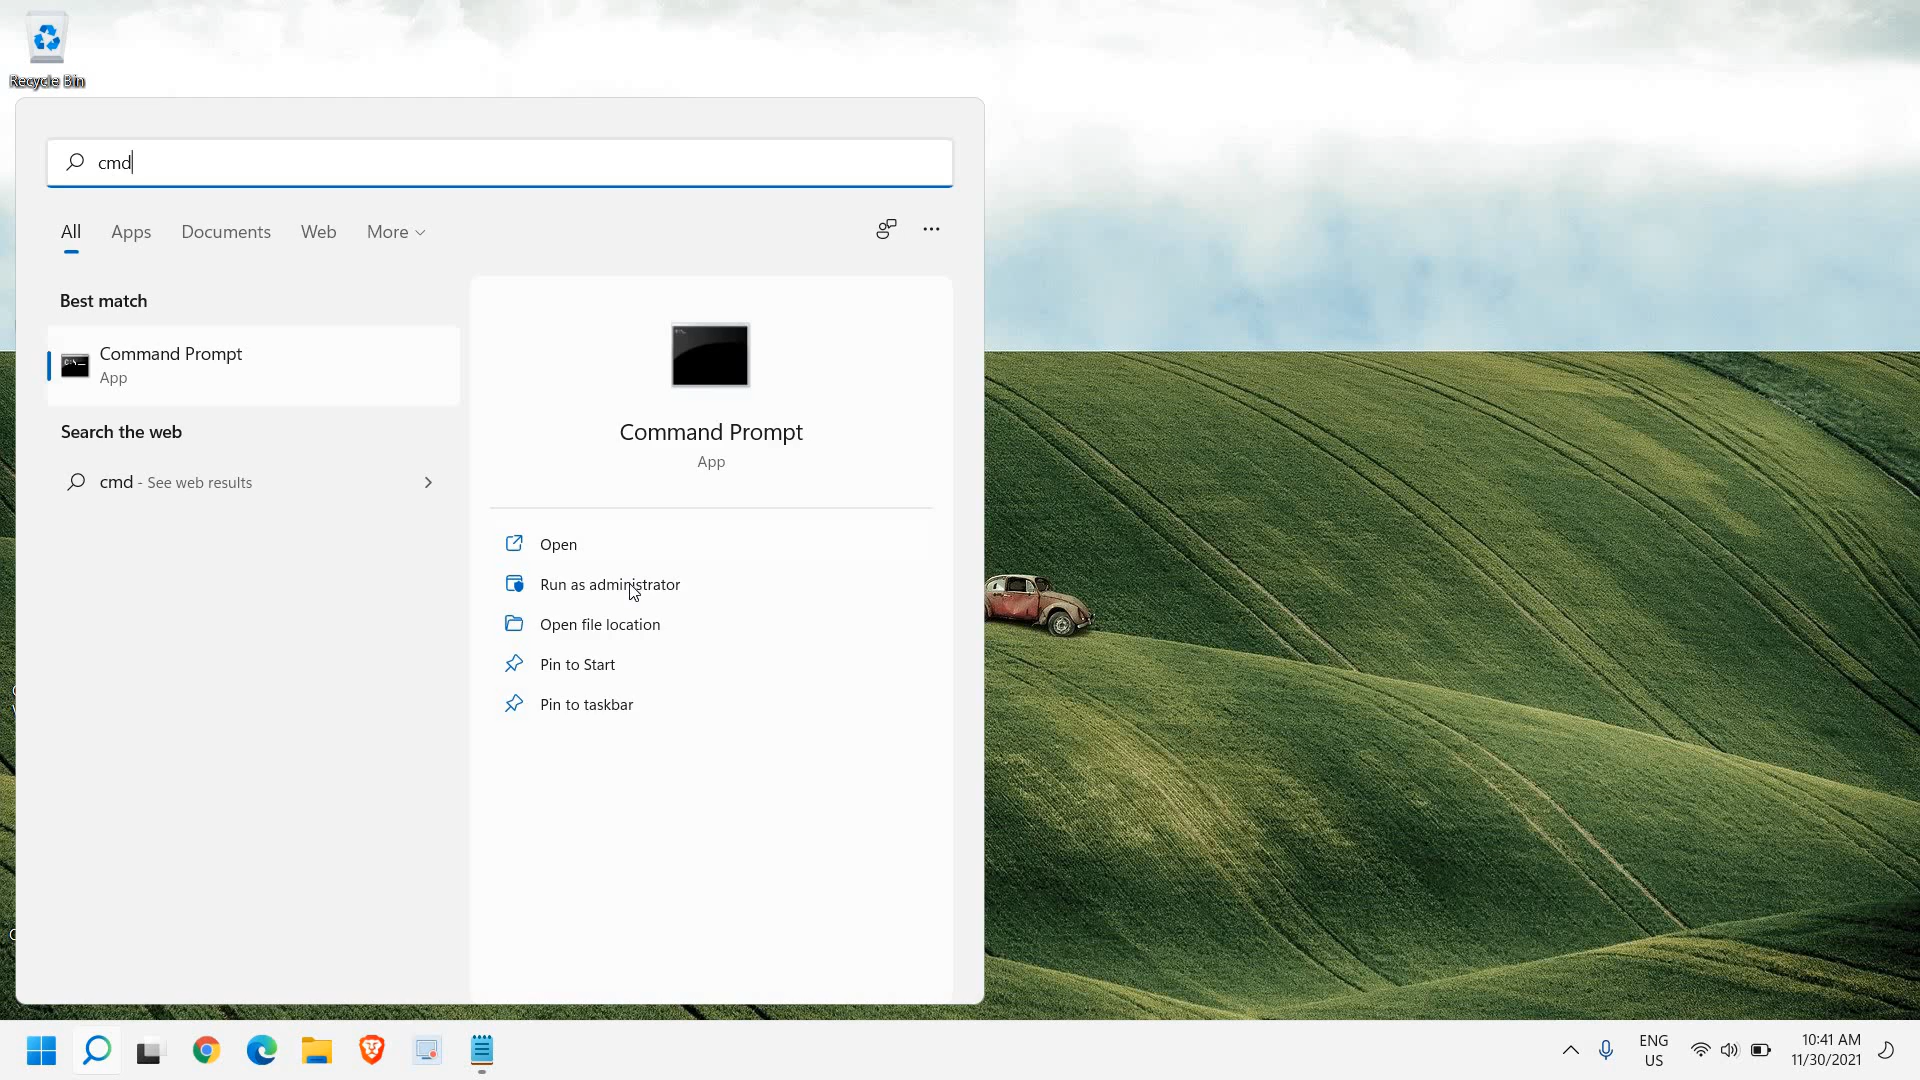 Recycle Bin
cmd
All
Apps
Documents
Web
More
Best match
Command Prompt
App
Search the web
cmd - See web results
Command Prompt
App
Open
Run as administrator
Open file location
Pin to Start
Pin to taskbar
ENG
US
10:41 AM
11/30/2021